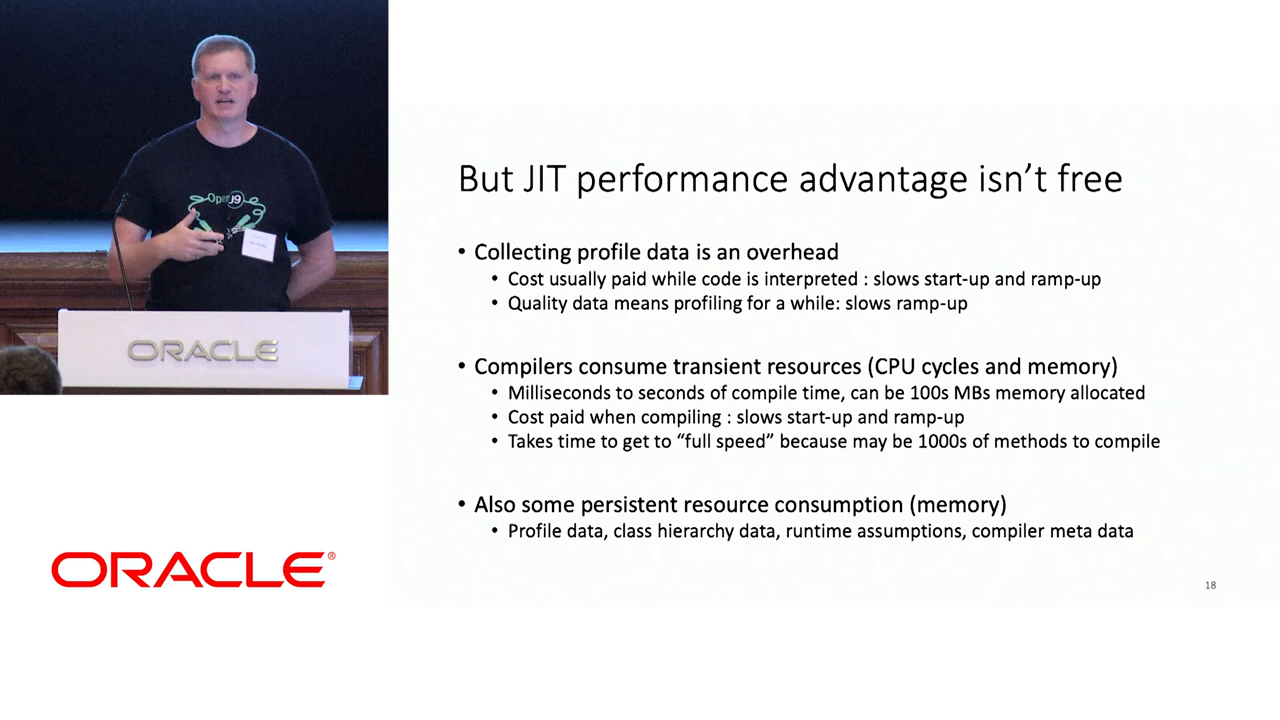 OpenJ9
ORACLE
ORACLE®
But JIT performance advantage isn’t free
• Collecting profile data is an overhead
• Cost usually paid while code is interpreted : slows start-up and ramp-up
• Quality data means profiling for a while: slows ramp-up
• Compilers consume transient resources (CPU cycles and memory)
• Milliseconds to seconds of compile time, can be 100s MBs memory allocated
• Cost paid when compiling : slows start-up and ramp-up
• Takes time to get to “full speed” because may be 1000s of methods to compile
• Also some persistent resource consumption (memory)
• Profile data, class hierarchy data, runtime assumptions, compiler meta data
18